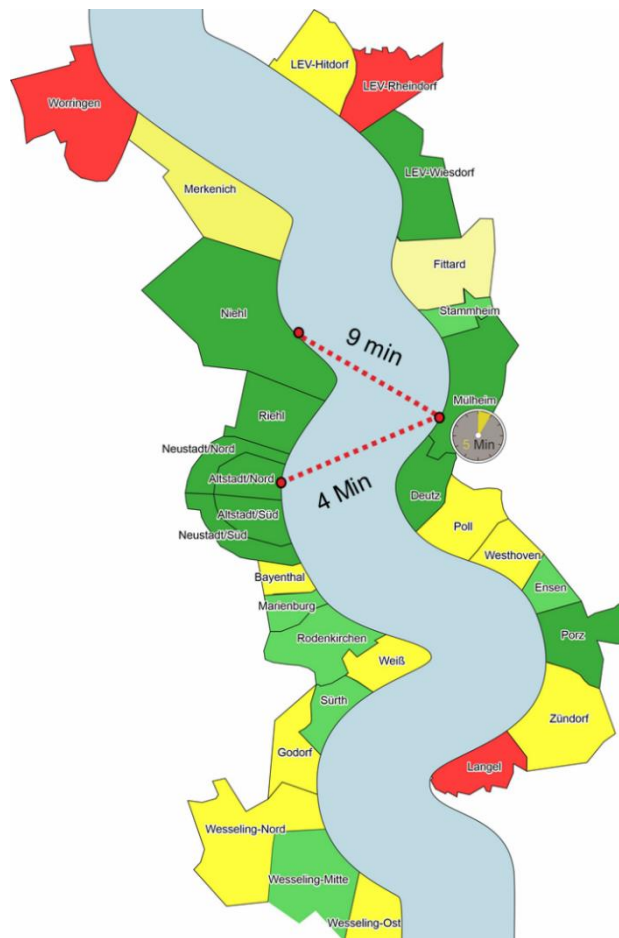 LEV-Hitdorf
LEV-Rheindorf
Worringen
LEV-Wiesdorf
Merkenich
Fittard
Stammheim
Niehl
9 min
Mülheim
Riehl
5 Min
Neustadt/Nord
Altstadt/Nord
4 Min
Deutz
Altstadt/Süd
Poll
Neustadt/Süd
Westhoven
Bayenthal
Ensen
Marienburg
Rodenkirchen
Porz
Weiß
Sürth
Zündorf
Godorf
Langel
Wesseling-Nord
Wesseling-Mitte
Wesseling-Ost